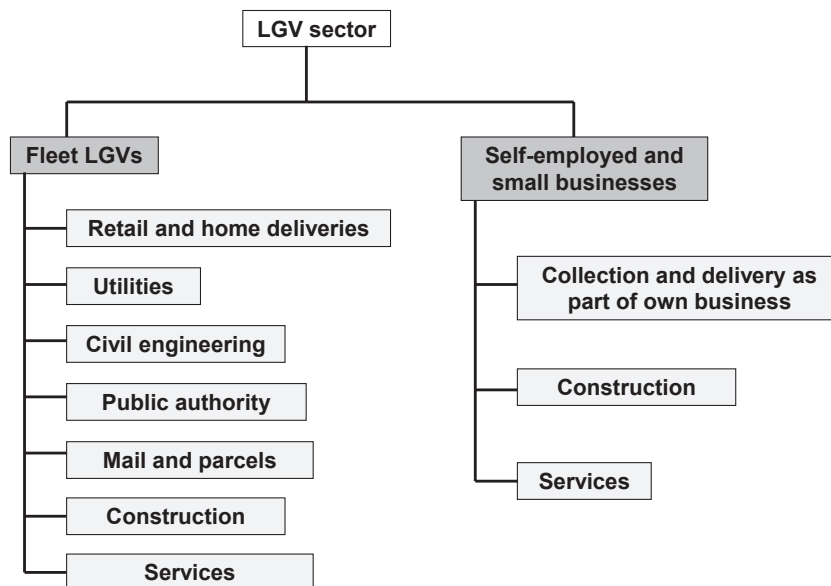 LGV sector
Fleet LGVs
Retail and home deliveries
Utilities
Civil engineering
Public authority
Mail and parcels
Construction
Services
Self-employed and
small businesses
Collection and delivery as
part of own business
Construction
Services